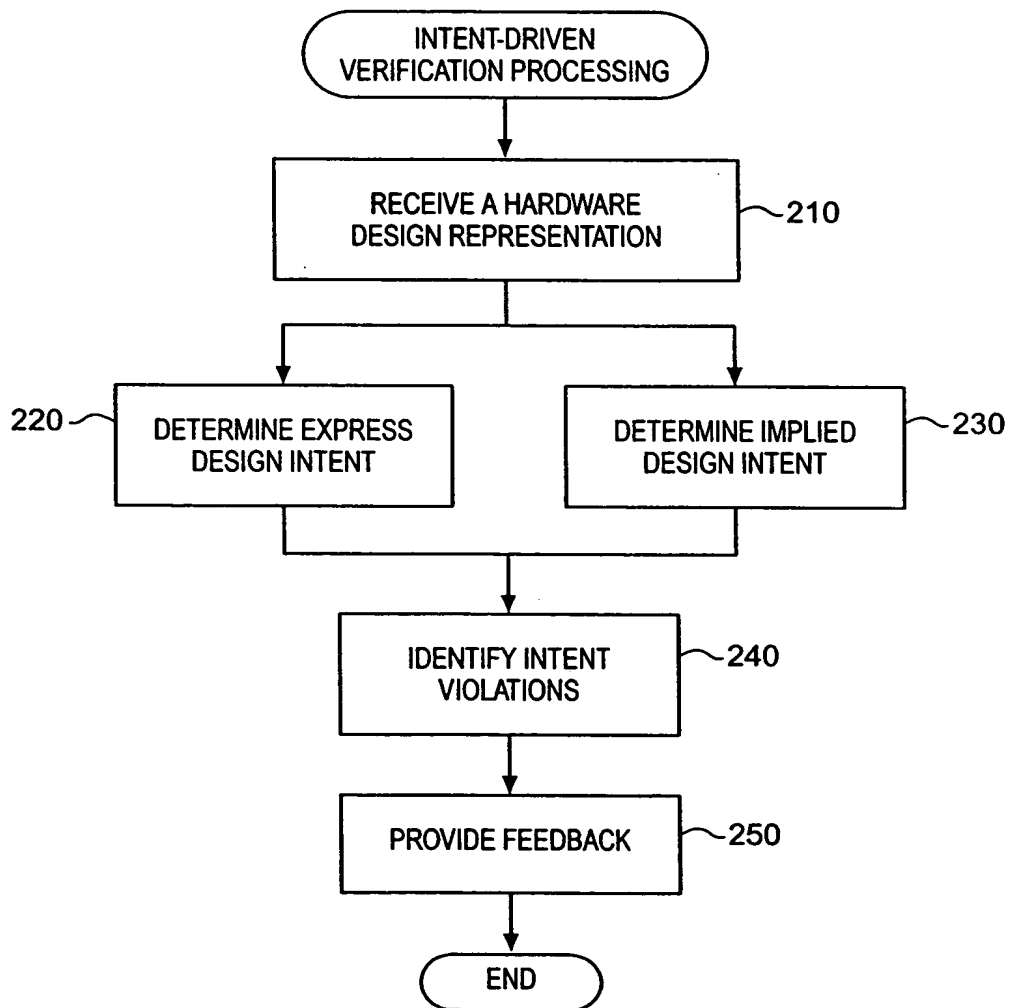 INTENT-DRIVEN
VERIFICATION PROCESSING
RECEIVE A HARDWARE
DESIGN REPRESENTATION
210
220
DETERMINE EXPRESS
DESIGN INTENT
DETERMINE IMPLIED
DESIGN INTENT
230
IDENTIFY INTENT
VIOLATIONS
240
PROVIDE FEEDBACK
250
END